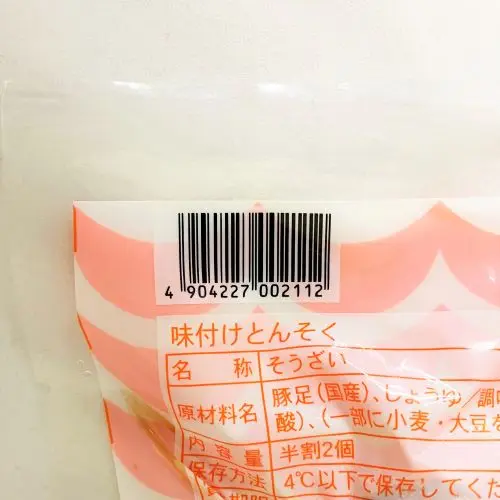 4 904227 002112
味付けとんそく
名 称 そうざい
原材料名 豚足(国産)、しょうゆ/調味
酸)、(一部に小麦・大豆を
内容量 半割2個
保存方法 4℃以下で保存してくだ